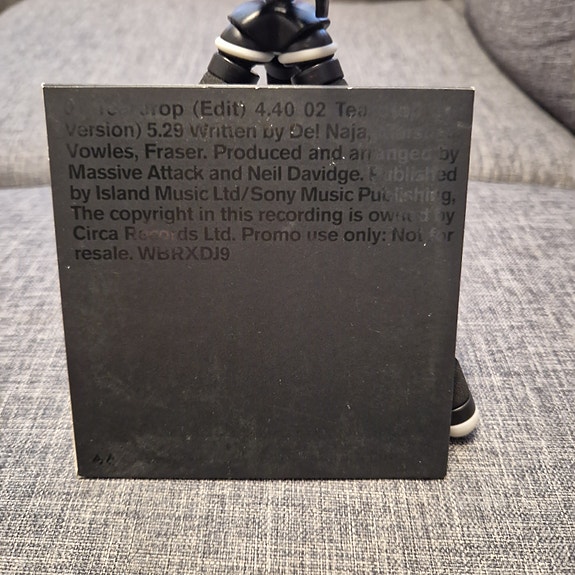 Teardrop (Edit) 4.40 02
Version) 5.29 Written by Del Naja,
Vowles, Fraser. Produced and arranged by
Massive Attack and Neil Davidge. Published
by Island Music Ltd/Sony Music Publishing,
The copyright in this recording is owned by
Circa Records Ltd. Promo use only: Not for
resale. WBRXDJ9